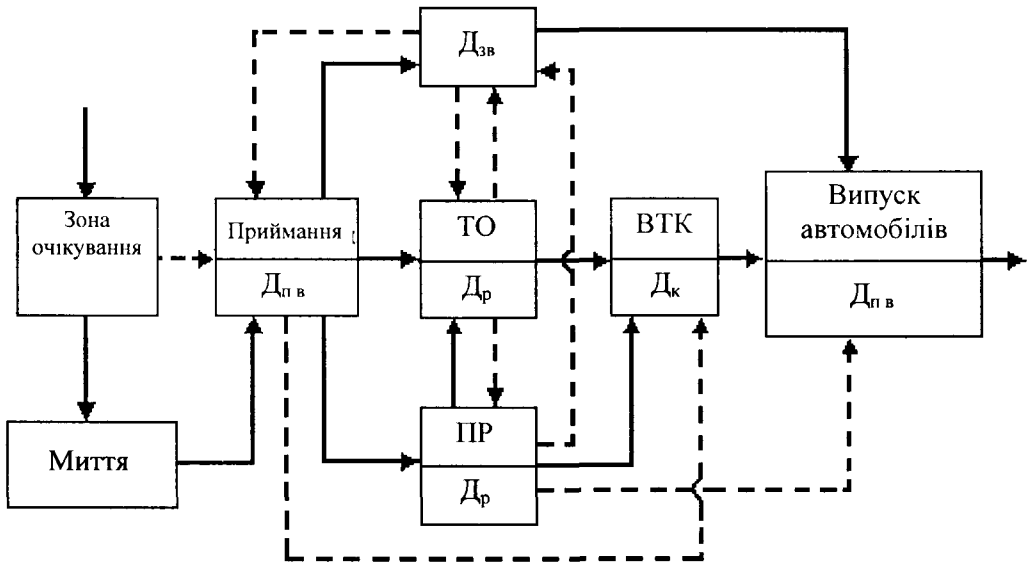 Дзв
Зона
очікування
Приймання
Дп в
ТО
Др
ВТК
Дк
Випуск
автомобілів
Дп в
Миття
ПР
Др